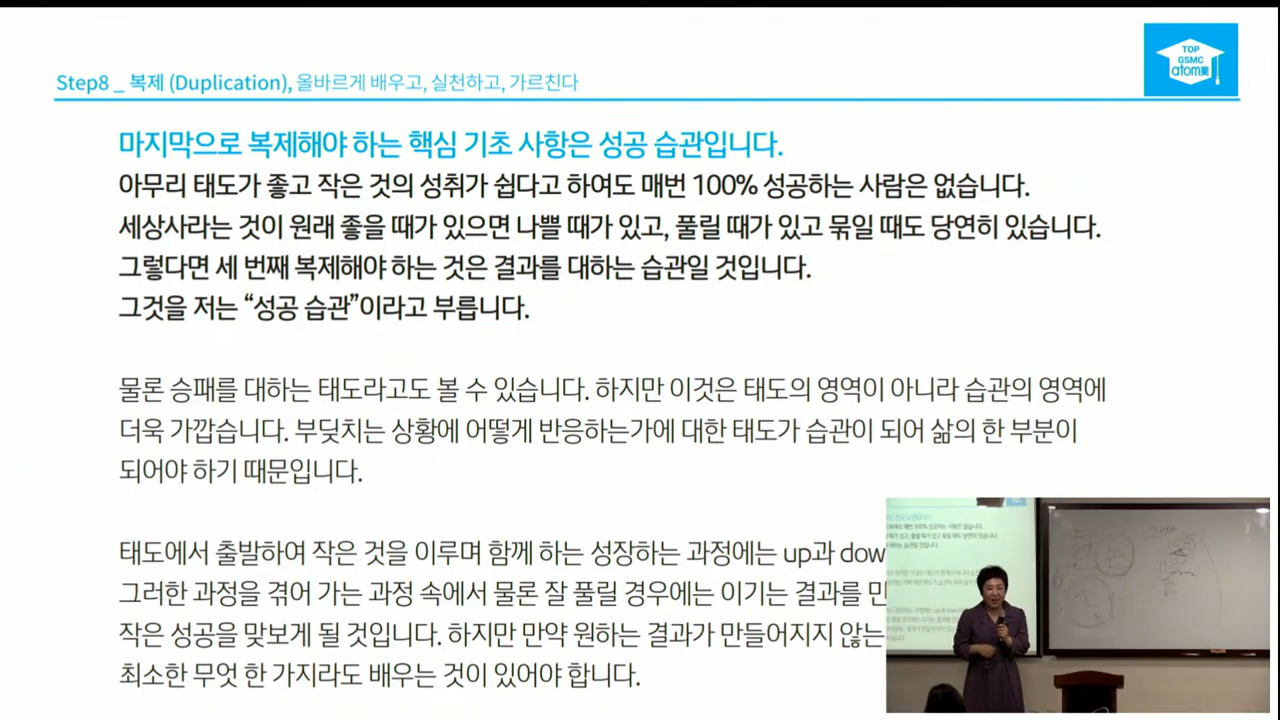 Step8 _ 복제 (Duplication), 올바르게 배우고, 실천하고, 가르친다
TOP
GSMC
atom美
마지막으로 복제해야 하는 핵심 기초 사항은 성공 습관입니다.
아무리 태도가 좋고 작은 것의 성취가 쉽다고 하여도 매번 100% 성공하는 사람은 없습니다.
세상사라는 것이 원래 좋을 때가 있으면 나쁠 때가 있고, 풀릴 때가 있고 묶일 때도 당연히 있습니다.
그렇다면 세 번째 복제해야 하는 것은 결과를 대하는 습관일 것입니다.
그것을 저는 “성공 습관”이라고 부릅니다.
물론 승패를 대하는 태도라고도 볼 수 있습니다. 하지만 이것은 태도의 영역이 아니라 습관의 영역에
더욱 가깝습니다. 부딪치는 상황에 어떻게 반응하는가에 대한 태도가 습관이 되어 삶의 한 부분이
되어야 하기 때문입니다.
태도에서 출발하여 작은 것을 이루며 함께 하는 성장하는 과정에는 up과 dow
그러한 과정을 겪어 가는 과정 속에서 물론 잘 풀릴 경우에는 이기는 결과를 만
작은 성공을 맛보게 될 것입니다. 하지만 만약 원하는 결과가 만들어지지 않는
최소한 무엇 한 가지라도 배우는 것이 있어야 합니다.